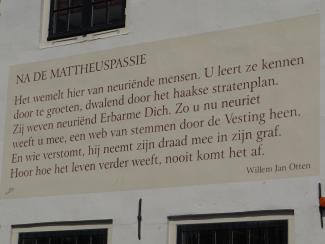 NA DE MATTHEUSPASSIE
Het wemelt hier van neuriënde mensen. U leert ze kennen
door te groeten, dwalend door het haakse stratenplan.
Zij weven neuriënd Erbarme Dich. Zo u nu neuriet
weeft u mee, een web van stemmen door de Vesting heen.
En wie verstomt, hij neemt zijn draad mee in zijn graf.
Hoor hoe het leven verder weeft, nooit komt het af.
Willem Jan Otten